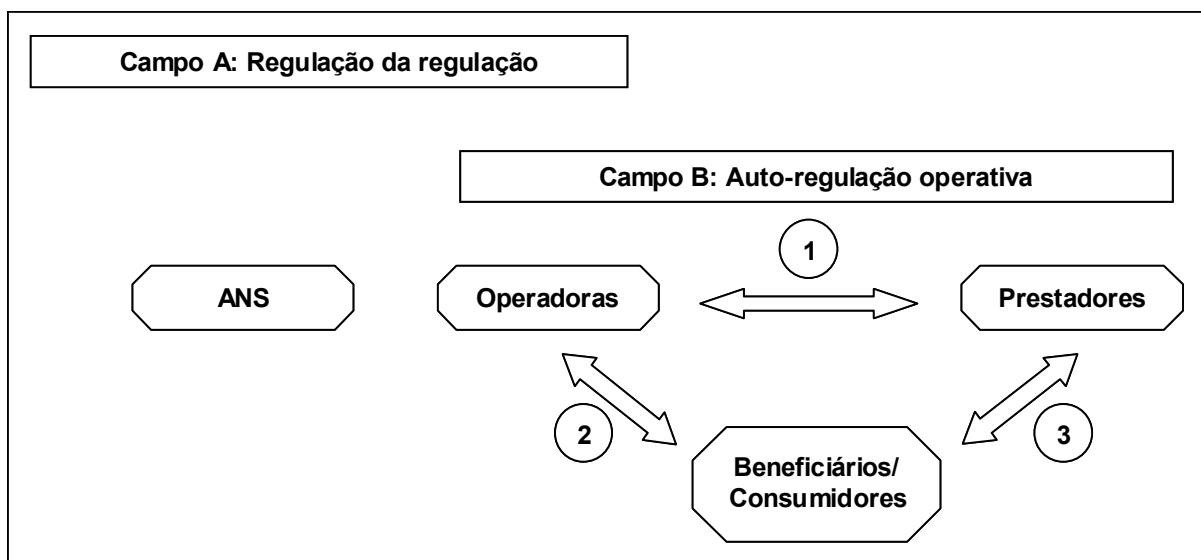 Campo A: Regulação da regulação
Campo B: Auto-regulação operativa
1
ANS
Operadoras
Prestadores
2
3
Beneficiários/
Consumidores